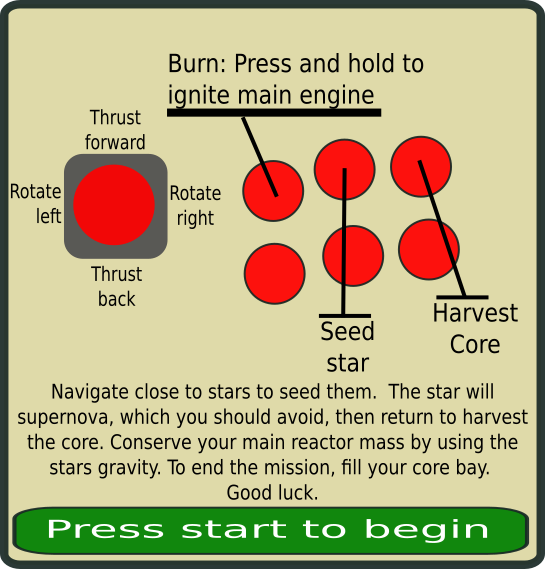 Burn: Press and hold to
ignite main engine
Thrust
forward
Rotate
left
Rotate
right
Thrust
back
Seed
star
Harvest
Core
Navigate close to stars to seed them.  The star will
supernova, which you should avoid, then return to harvest
the core. Conserve your main reactor mass by using the
stars gravity. To end the mission, fill your core bay.
Good luck.
Press start to begin